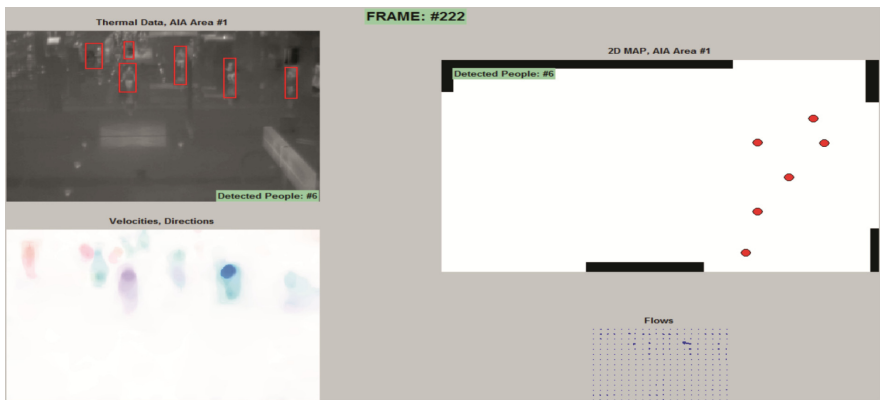 FRAME: #222
Thermal Data, AIA Area #1
Detected People: #6
2D MAP, AIA Area #1
Detected People: #6
Velocities, Directions
Flows